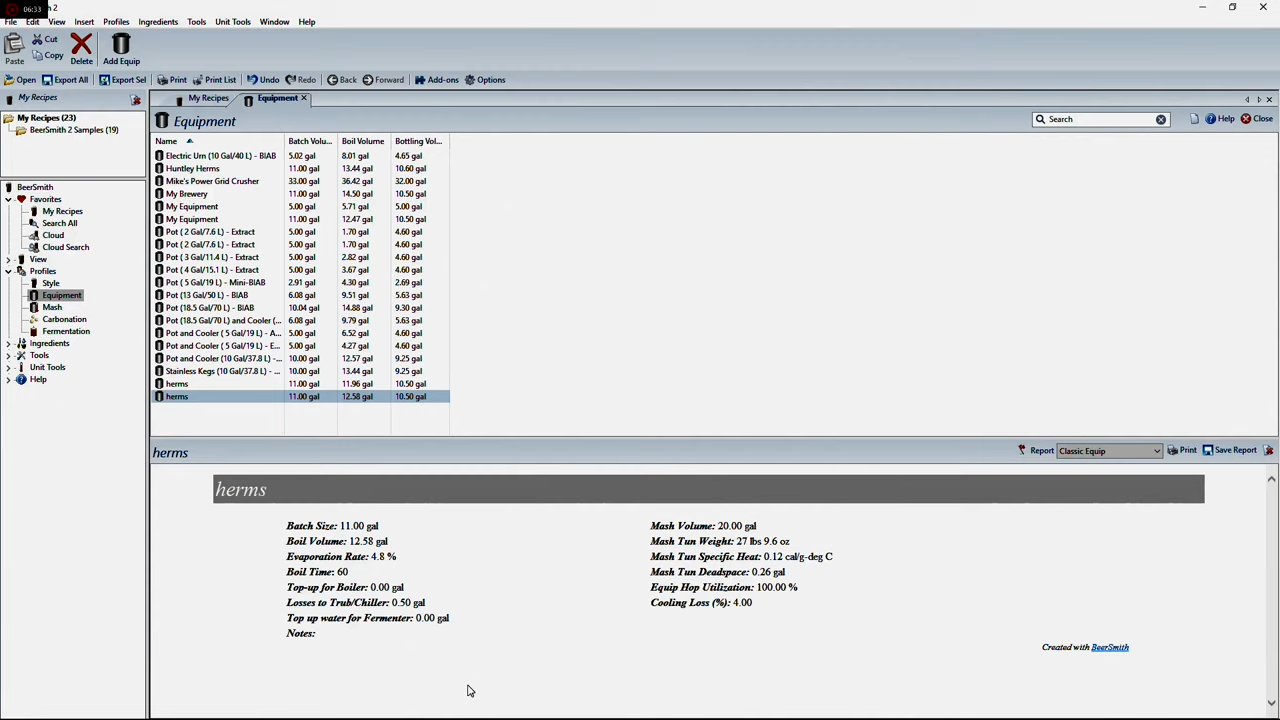 06:33
h 2
File Edit View Insert Profiles Ingredients Tools Unit Tools Window Help
Paste Cut Copy Delete Add Equip
Open Export All Export Sel Print Print List Undo Redo Back Forward Add-ons Options
My Recipes
My Recipes (23)
BeerSmith 2 Samples (19)
BeerSmith
Favorites
My Recipes
Search All
Cloud
Cloud Search
View
Profiles
Style
Equipment
Mash
Carbonation
Fermentation
Ingredients
Tools
Unit Tools
Help
My Recipes Equipment
Equipment Search Help Close
Name Batch Volu... Boil Volume Bottling Vol...
Electric Urn (10 Gal/40 L) - BIAB 5.02 gal 8.01 gal 4.65 gal
Huntley Herms 11.00 gal 13.44 gal 10.60 gal
Mike's Power Grid Crusher 33.00 gal 36.42 gal 32.00 gal
My Brewery 11.00 gal 14.50 gal 10.50 gal
My Equipment 5.00 gal 5.71 gal 5.00 gal
My Equipment 11.00 gal 12.47 gal 10.50 gal
Pot ( 2 Gal/7.6 L) - Extract 5.00 gal 1.70 gal 4.60 gal
Pot ( 2 Gal/7.6 L) - Extract 5.00 gal 1.70 gal 4.60 gal
Pot ( 3 Gal/11.4 L) - Extract 5.00 gal 2.82 gal 4.60 gal
Pot ( 4 Gal/15.1 L) - Extract 5.00 gal 3.67 gal 4.60 gal
Pot ( 5 Gal/19 L) - Mini-BIAB 2.91 gal 4.30 gal 2.69 gal
Pot (13 Gal/50 L) - BIAB 6.08 gal 9.51 gal 5.63 gal
Pot (18.5 Gal/70 L) - BIAB 10.04 gal 14.88 gal 9.30 gal
Pot (18.5 Gal/70 L) and Cooler (... 6.08 gal 9.79 gal 5.63 gal
Pot and Cooler ( 5 Gal/19 L) - A... 5.00 gal 6.52 gal 4.60 gal
Pot and Cooler ( 5 Gal/19 L) - E... 5.00 gal 4.27 gal 4.60 gal
Pot and Cooler (10 Gal/37.8 L) -... 10.00 gal 12.57 gal 9.25 gal
Stainless Kegs (10 Gal/37.8 L) - ... 10.00 gal 13.44 gal 9.25 gal
herms 11.00 gal 11.96 gal 10.50 gal
herms 11.00 gal 12.58 gal 10.50 gal
herms Report Classic Equip Print Save Report
herms
Batch Size: 11.00 gal
Boil Volume: 12.58 gal
Evaporation Rate: 4.8 %
Boil Time: 60
Top-up for Boiler: 0.00 gal
Losses to Trub/Chiller: 0.50 gal
Top up water for Fermenter: 0.00 gal
Notes:
Mash Volume: 20.00 gal
Mash Tun Weight: 27 lbs 9.6 oz
Mash Tun Specific Heat: 0.12 cal/g-deg C
Mash Tun Deadspace: 0.26 gal
Equip Hop Utilization: 100.00 %
Cooling Loss (%): 4.00
Created with BeerSmith